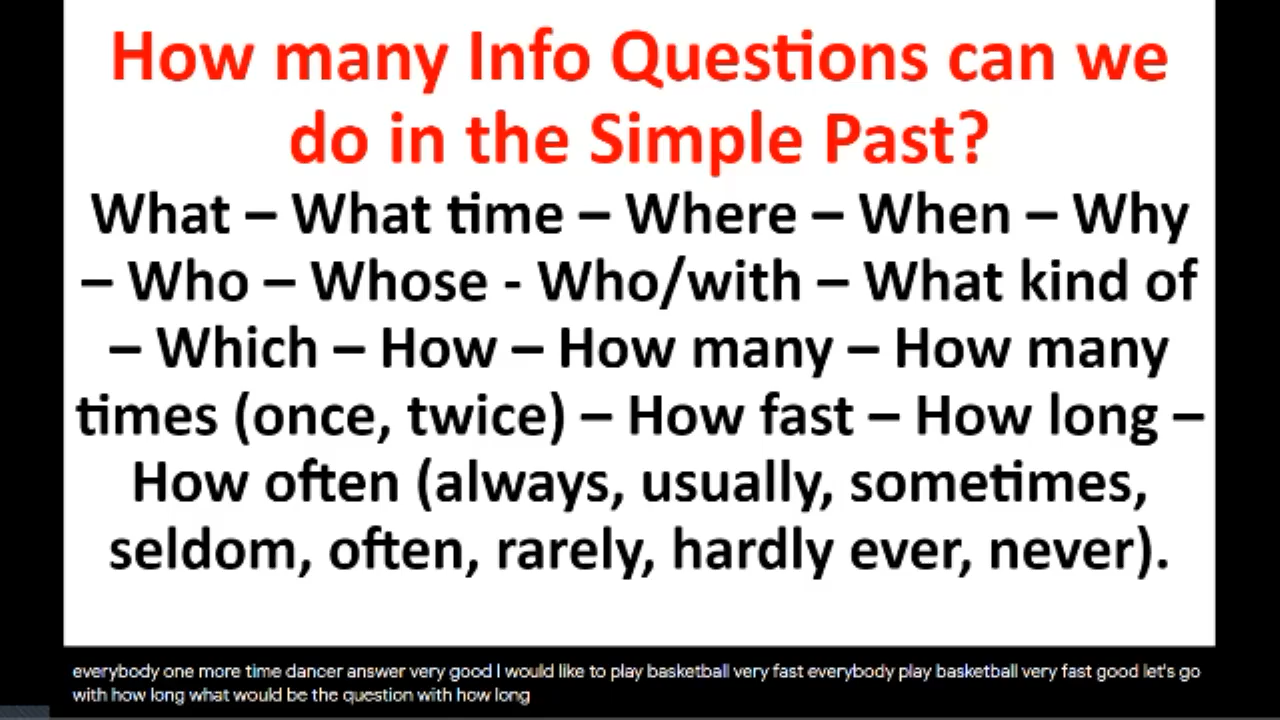 How many Info Questions can we
do in the Simple Past?
What – What time – Where – When – Why
– Who – Whose - Who/with – What kind of
– Which – How – How many – How many
times (once, twice) – How fast – How long –
How often (always, usually, sometimes,
seldom, often, rarely, hardly ever, never).
everybody one more time dancer answer very good I would like to play basketball very fast everybody play basketball very fast good let's go
with how long what would be the question with how long